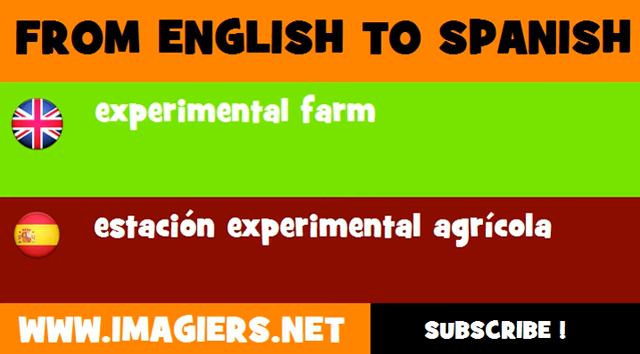 FROM ENGLISH TO SPANISH
experimental farm
estación experimental agrícola
WWW.IMAGIERS.NET
SUBSCRIBE !